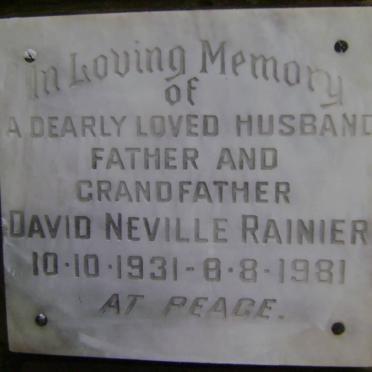 In Loving Memory
of
A DEARLY LOVED HUSBAND
FATHER AND
GRANDFATHER
DAVID NEVILLE RAINIER
10·10·1931-8·8·1981
AT PEACE.